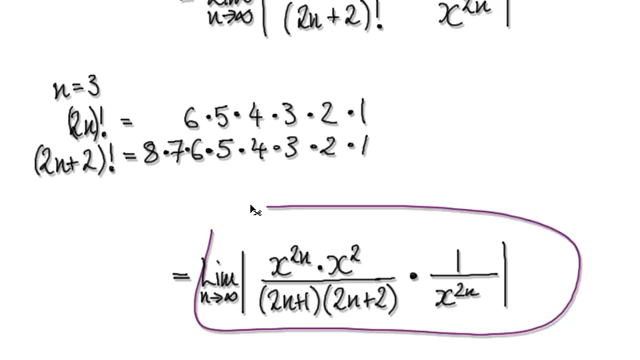 = Lim n→∞ | (2n+2)! x^{2n} |
n=3
(2n)! = 6·5·4·3·2·1
(2n+2)! = 8·7·6·5·4·3·2·1
= Lim n→∞ | x^{2n}·x^2 / (2n+1)(2n+2) · 1 / x^{2n} |